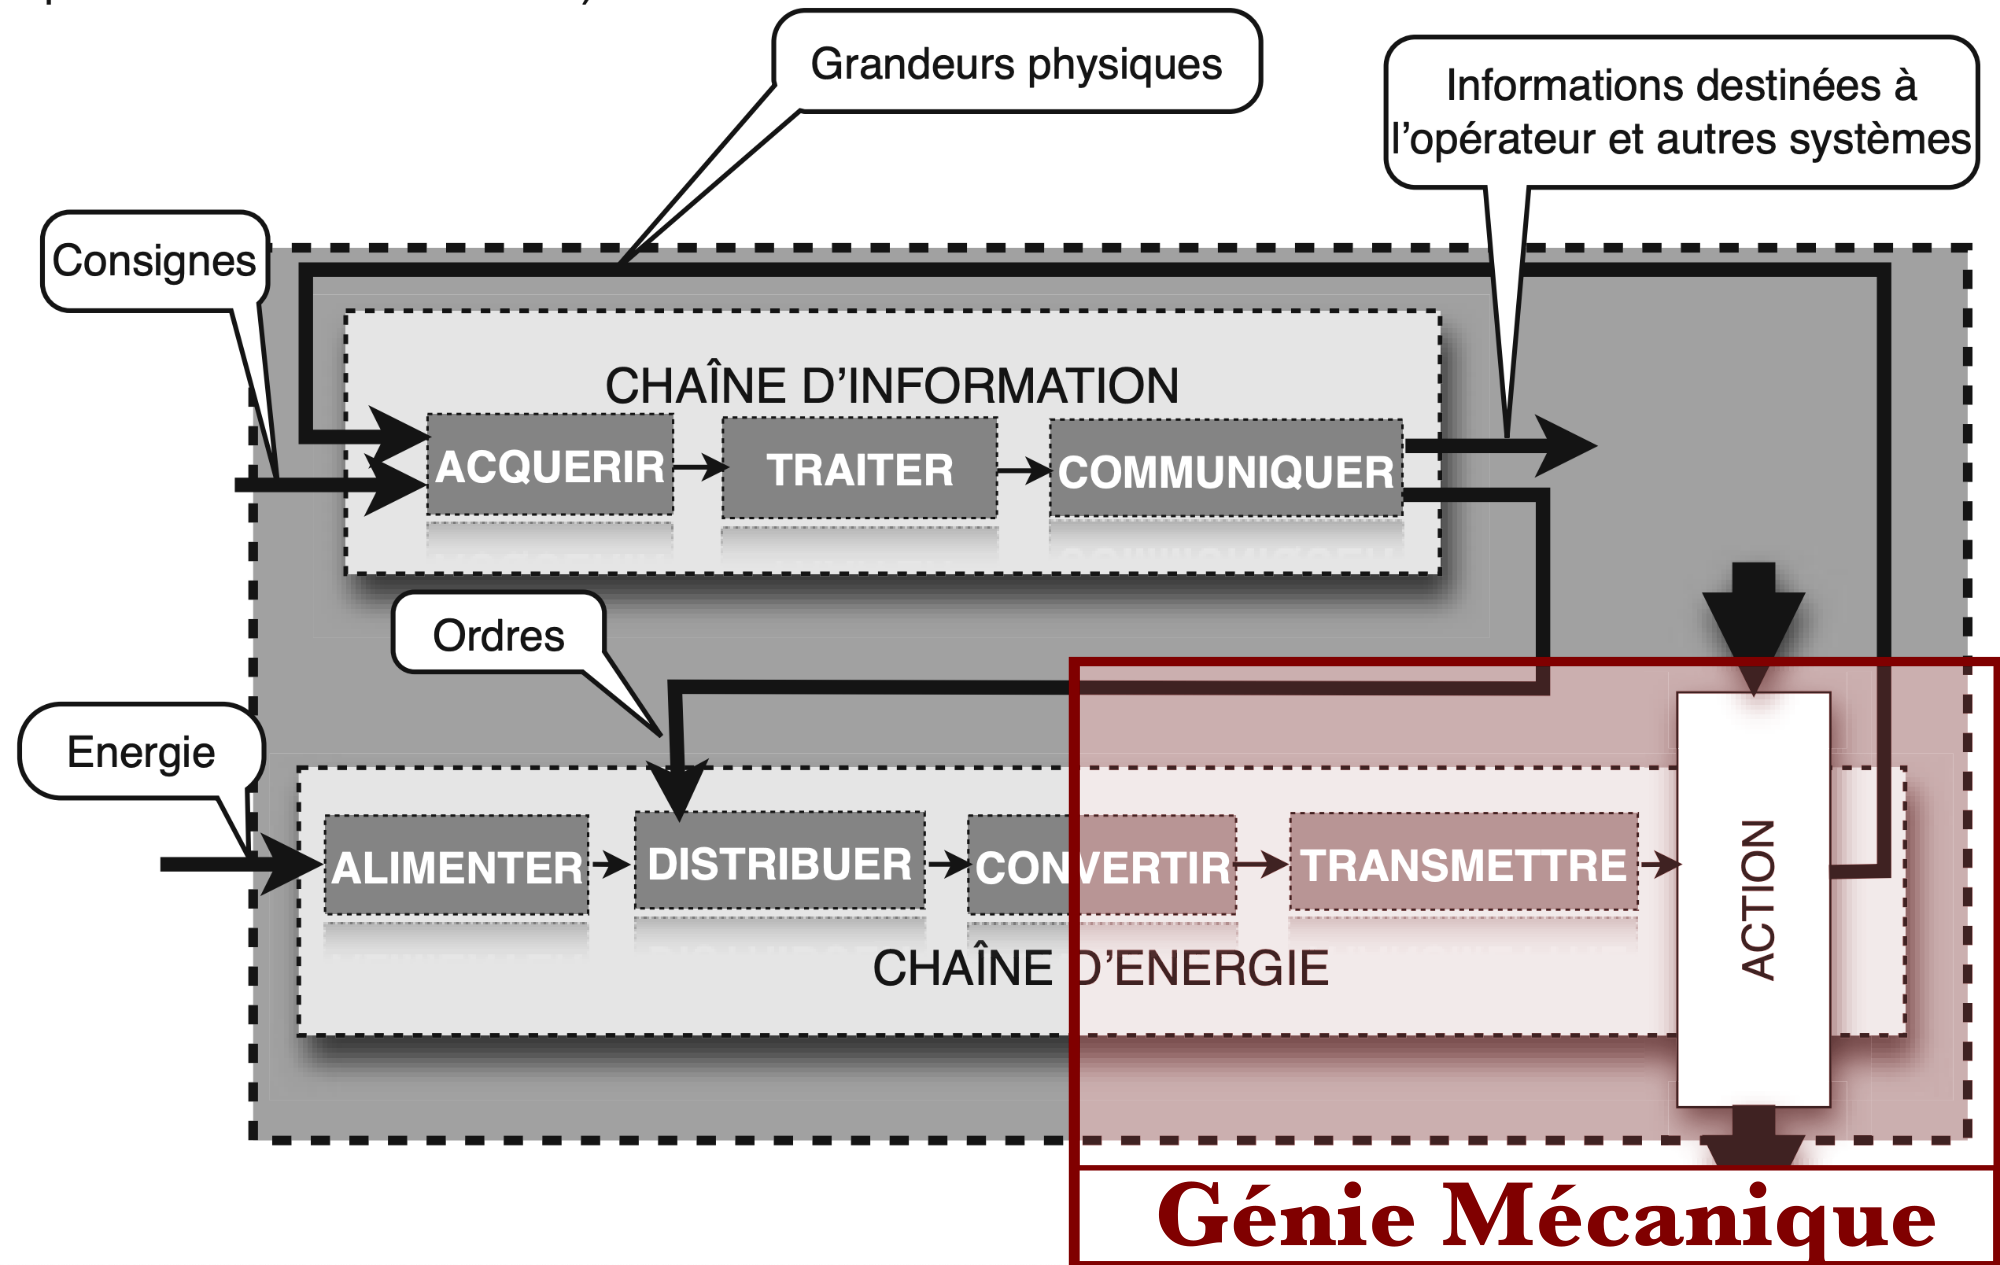 Grandeurs physiques
Informations destinées à
l'opérateur et autres systèmes
Consignes
CHAÎNE D'INFORMATION
ACQUERIR
TRAITER
COMMUNIQUER
Ordres
Energie
ALIMENTER
DISTRIBUER
CONVERTIR
TRANSMETTRE
ACTION
CHAÎNE D'ENERGIE
Génie Mécanique